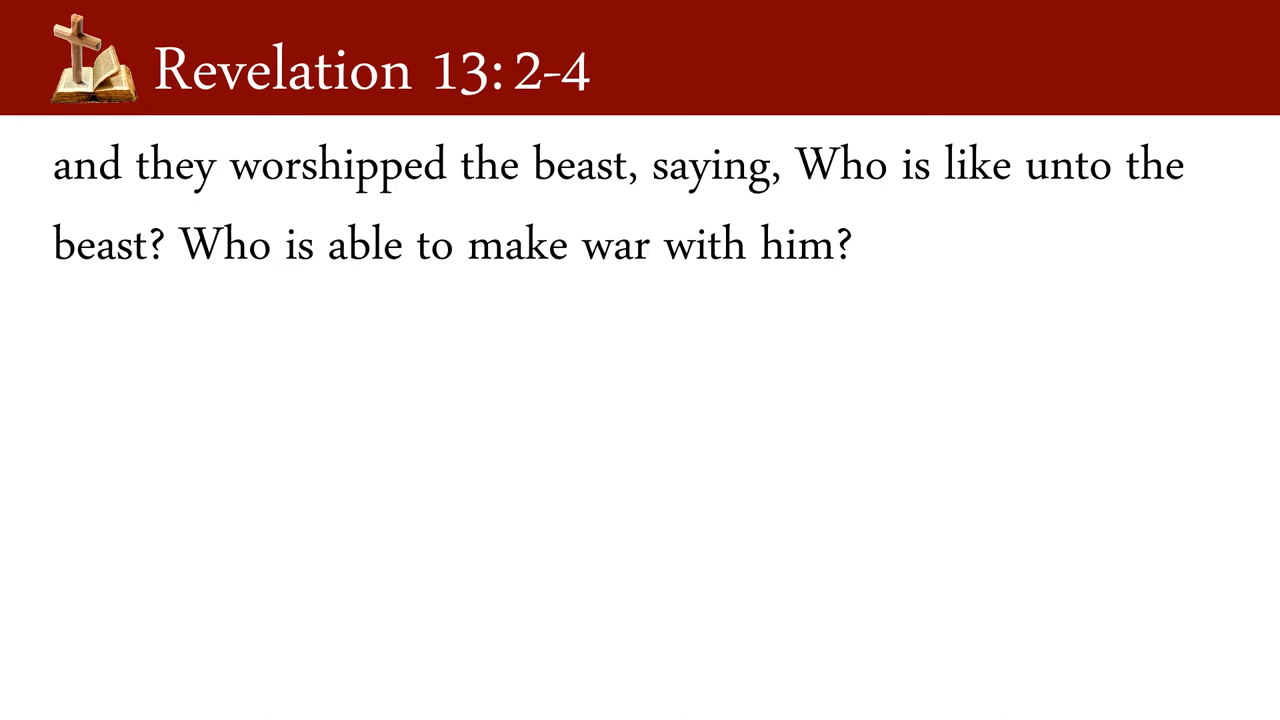 Revelation 13: 2-4
and they worshipped the beast, saying, Who is like unto the
beast? Who is able to make war with him?